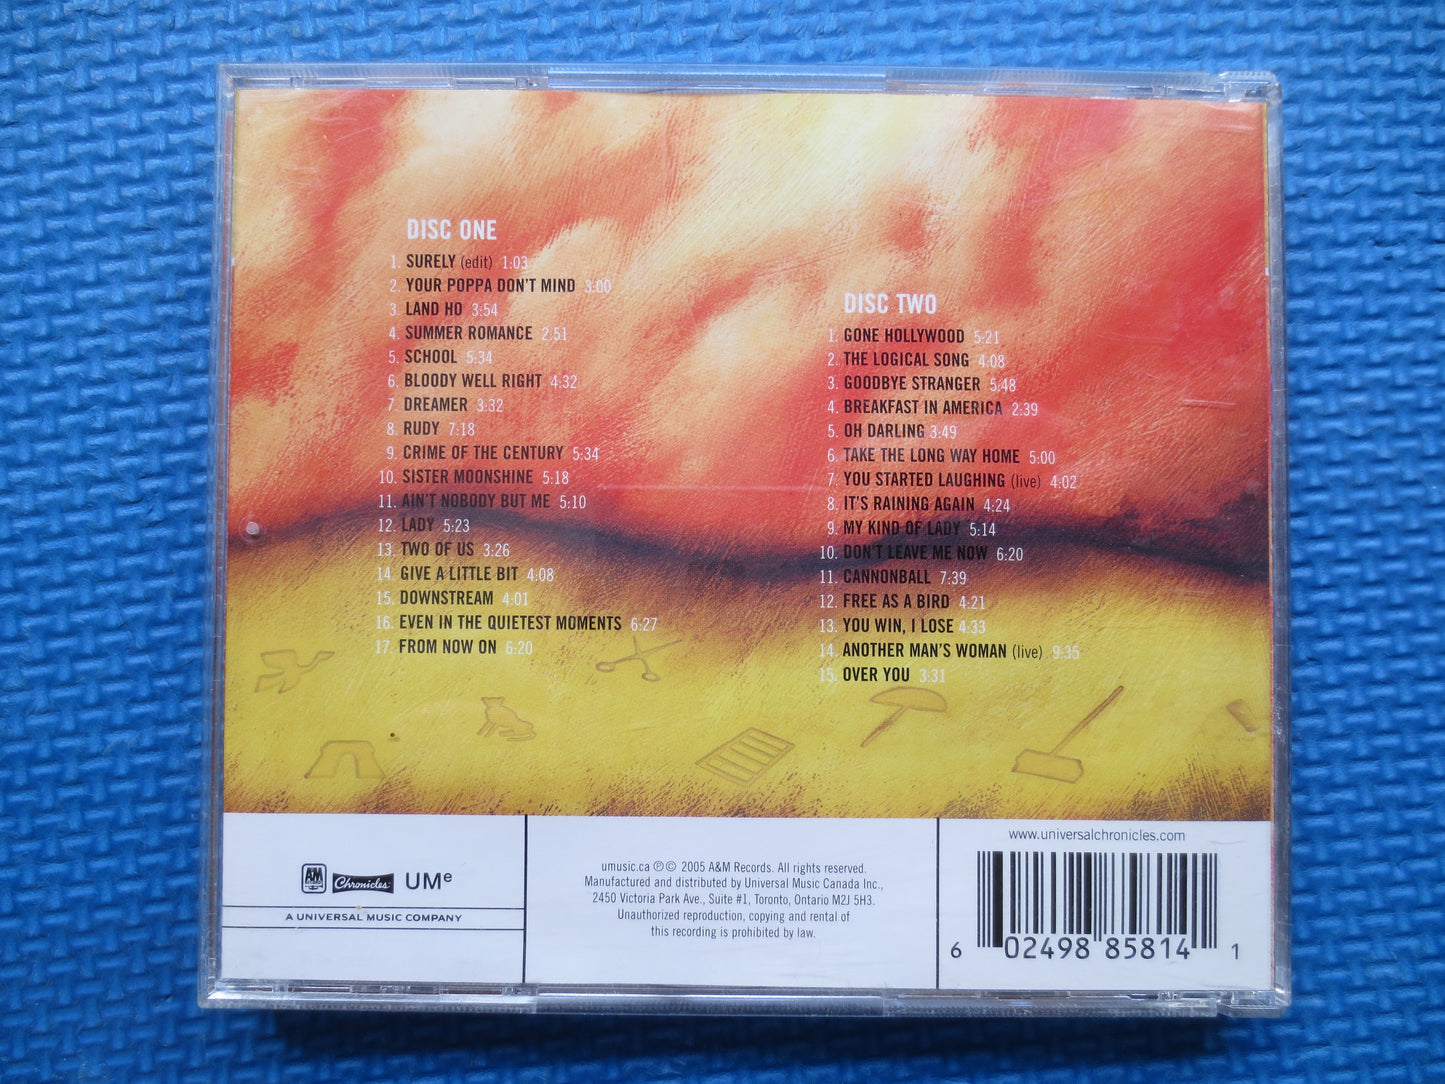 DISC ONE
1. SURELY (edit) 1:03
2. YOUR POPPA DON'T MIND 3:00
3. LAND HO 3:54
4. SUMMER ROMANCE 2:51
5. SCHOOL 5:34
6. BLOODY WELL RIGHT 4:32
7. DREAMER 3:32
8. RUDY 7:18
9. CRIME OF THE CENTURY 5:34
10. SISTER MOONSHINE 5:18
11. AIN'T NOBODY BUT ME 5:10
12. LADY 5:23
13. TWO OF US 3:26
14. GIVE A LITTLE BIT 4:08
15. DOWNSTREAM 4:01
16. EVEN IN THE QUIETEST MOMENTS 6:27
17. FROM NOW ON 6:20
DISC TWO
1. GONE HOLLYWOOD 5:21
2. THE LOGICAL SONG 4:08
3. GOODBYE STRANGER 5:48
4. BREAKFAST IN AMERICA 2:39
5. OH DARLING 3:49
6. TAKE THE LONG WAY HOME 5:00
7. YOU STARTED LAUGHING (live) 4:02
8. IT'S RAINING AGAIN 4:24
9. MY KIND OF LADY 5:14
10. DON'T LEAVE ME NOW 6:20
11. CANNONBALL 7:39
12. FREE AS A BIRD 4:21
13. YOU WIN, I LOSE 4:33
14. ANOTHER MAN'S WOMAN (live) 9:35
15. OVER YOU 3:31
AM RECORDS Chronicles UMe
A UNIVERSAL MUSIC COMPANY
umusic.ca ℗© 2005 A&M Records. All rights reserved.
Manufactured and distributed by Universal Music Canada Inc.,
2450 Victoria Park Ave., Suite #1, Toronto, Ontario M2J 5H3.
Unauthorized reproduction, copying and rental of
this recording is prohibited by law.
www.universalchronicles.com
6 02498 85814 1